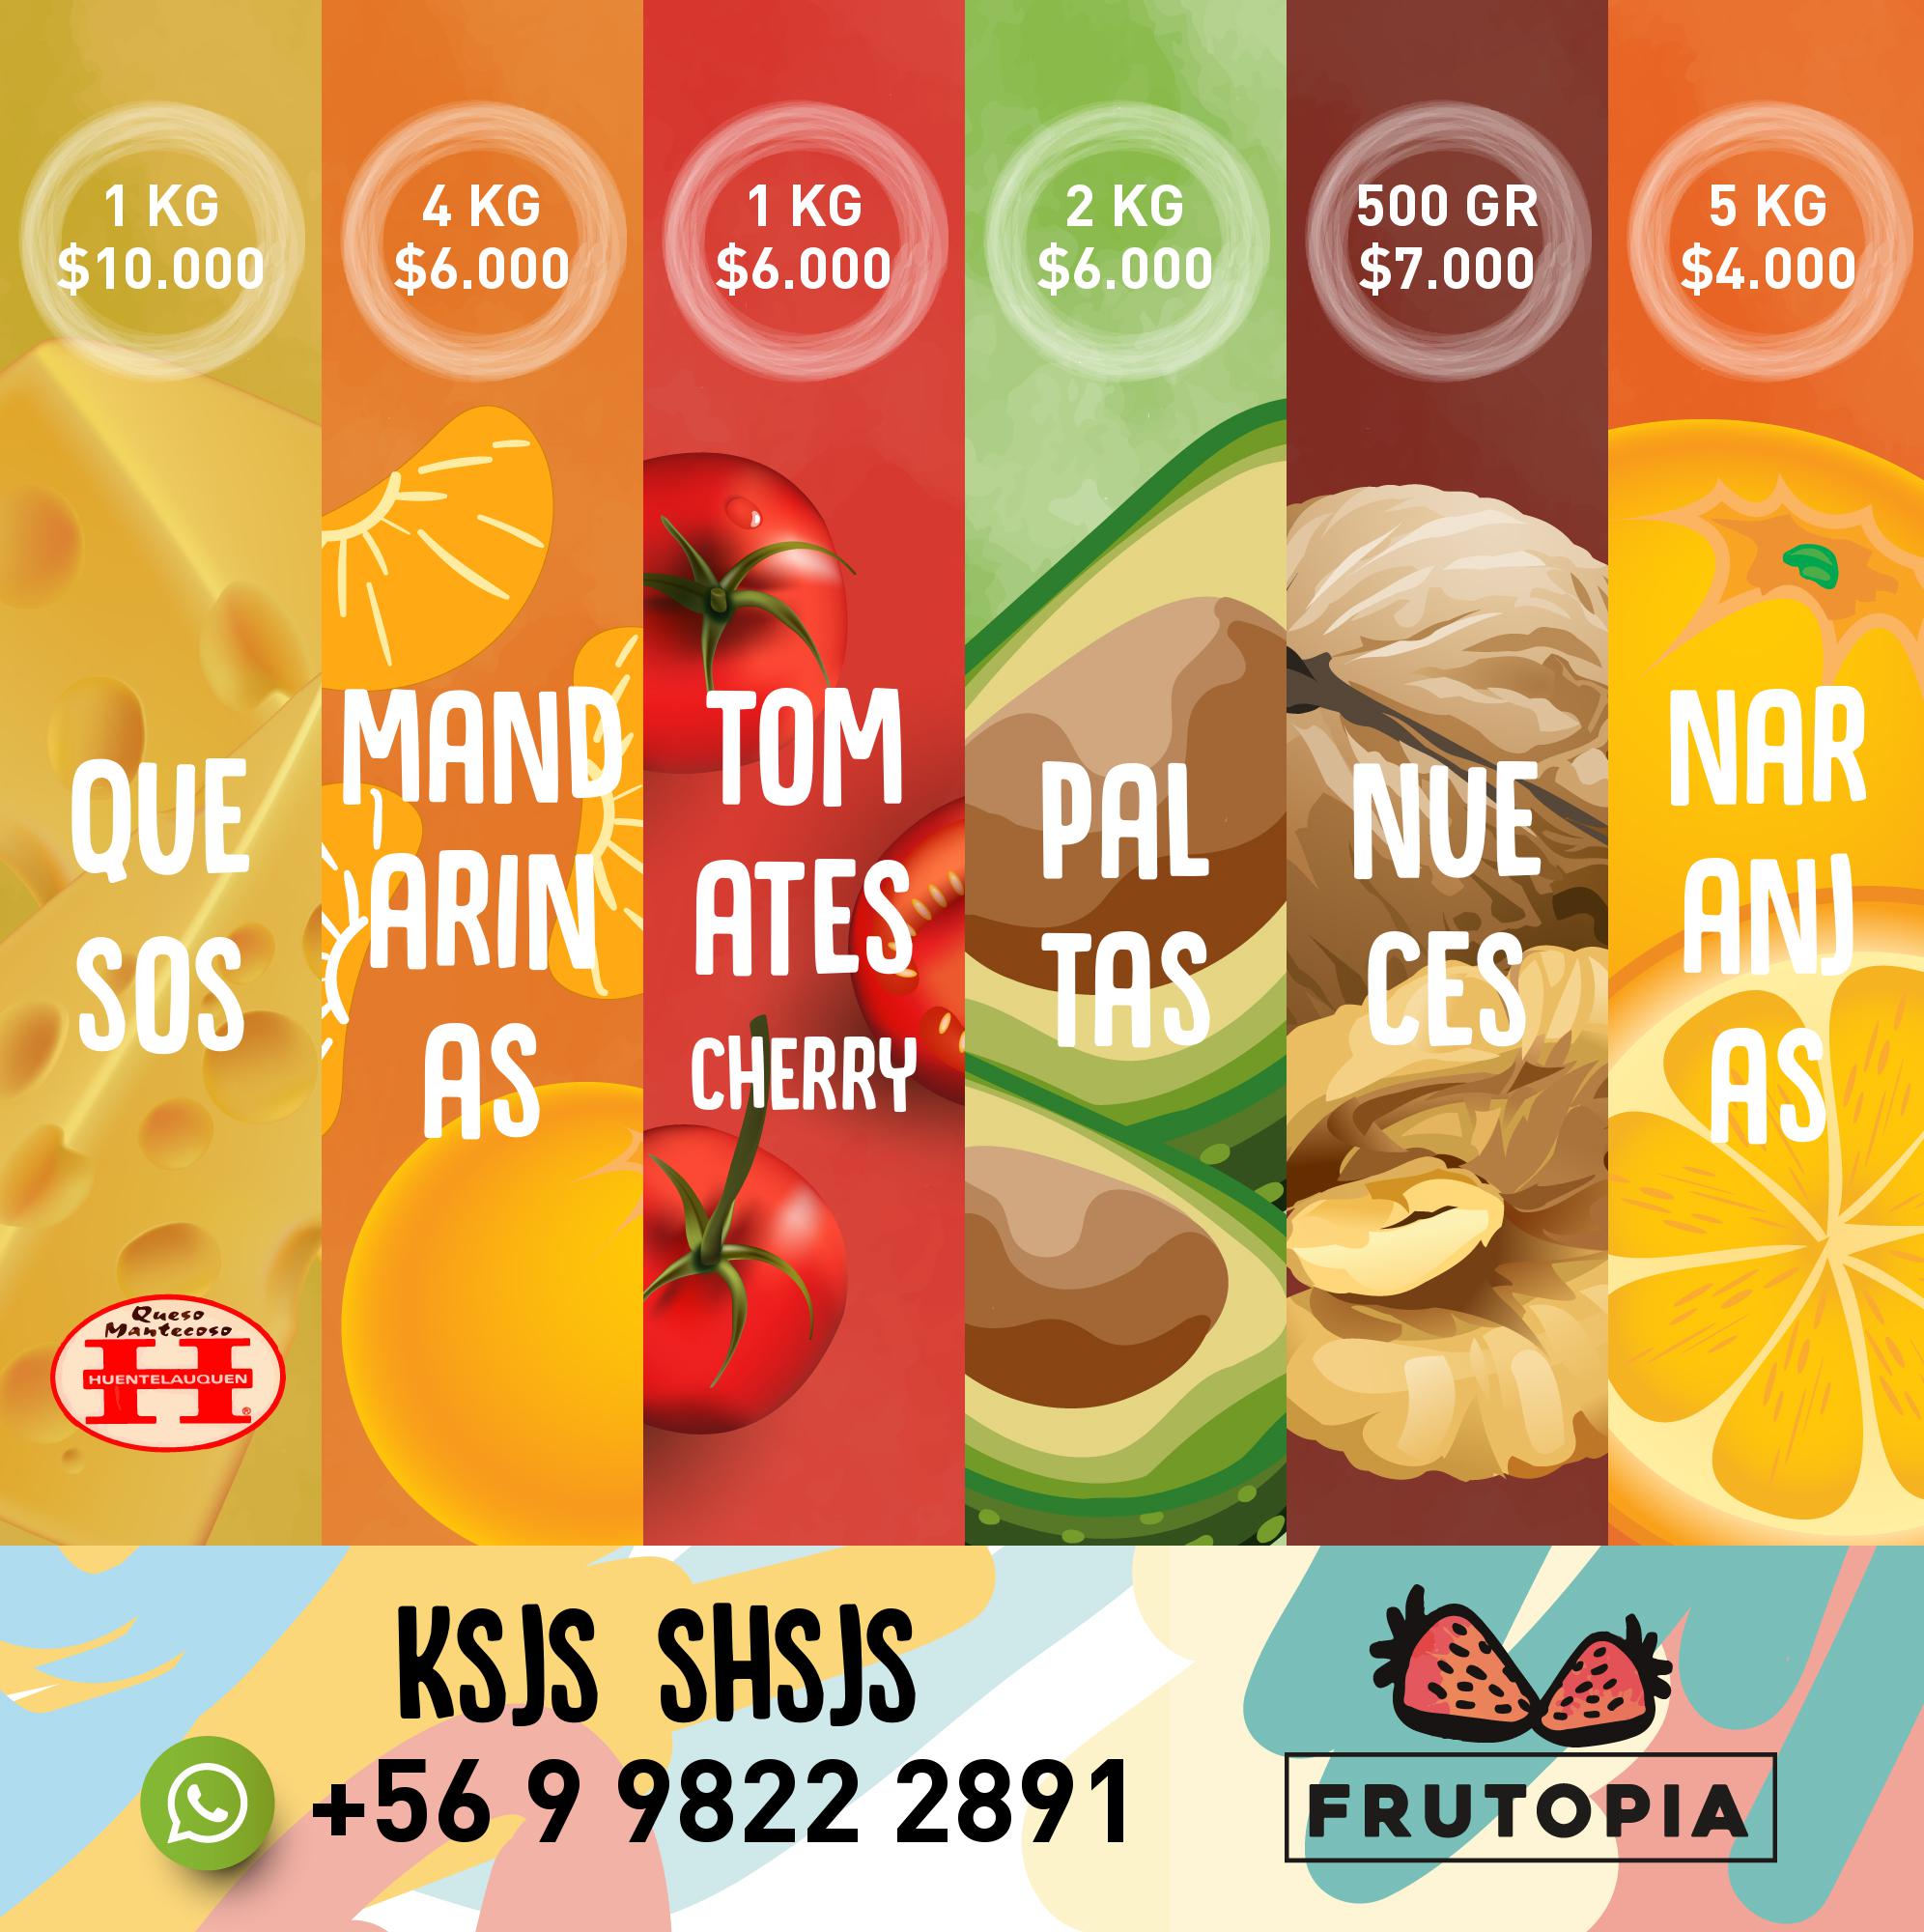 1 KG
$10.000
QUE
SOS
Queso
Mantecoso
H
HUENTELAUQUEN
®
4 KG
$6.000
MAND
ARIN
AS
1 KG
$6.000
TOM
ATES
CHERRY
2 KG
$6.000
PAL
TAS
500 GR
$7.000
NUE
CES
5 KG
$4.000
NAR
ANJ
AS
KSJS SHSJS
+56 9 9822 2891
FRUTOPIA